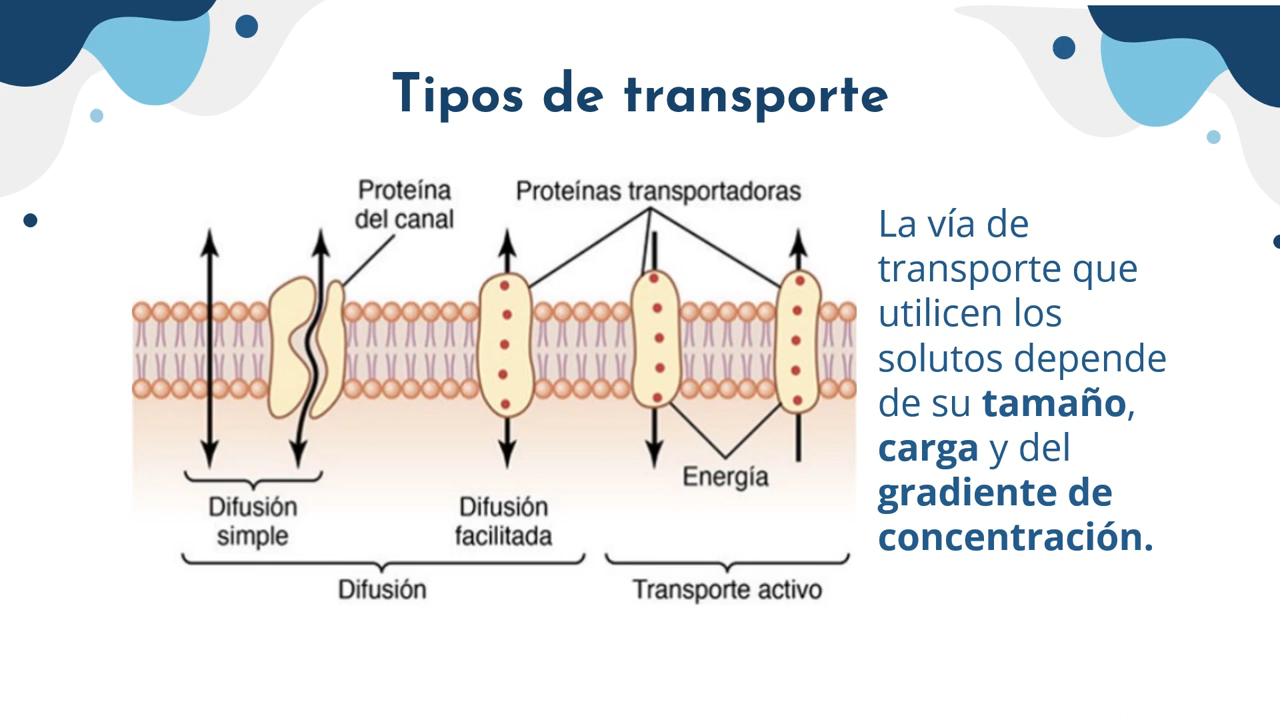 Tipos de transporte
Proteína
del canal
Proteínas transportadoras
Energía
Difusión
simple
Difusión
facilitada
Difusión
Transporte activo
La vía de
transporte que
utilicen los
solutos depende
de su tamaño,
carga y del
gradiente de
concentración.